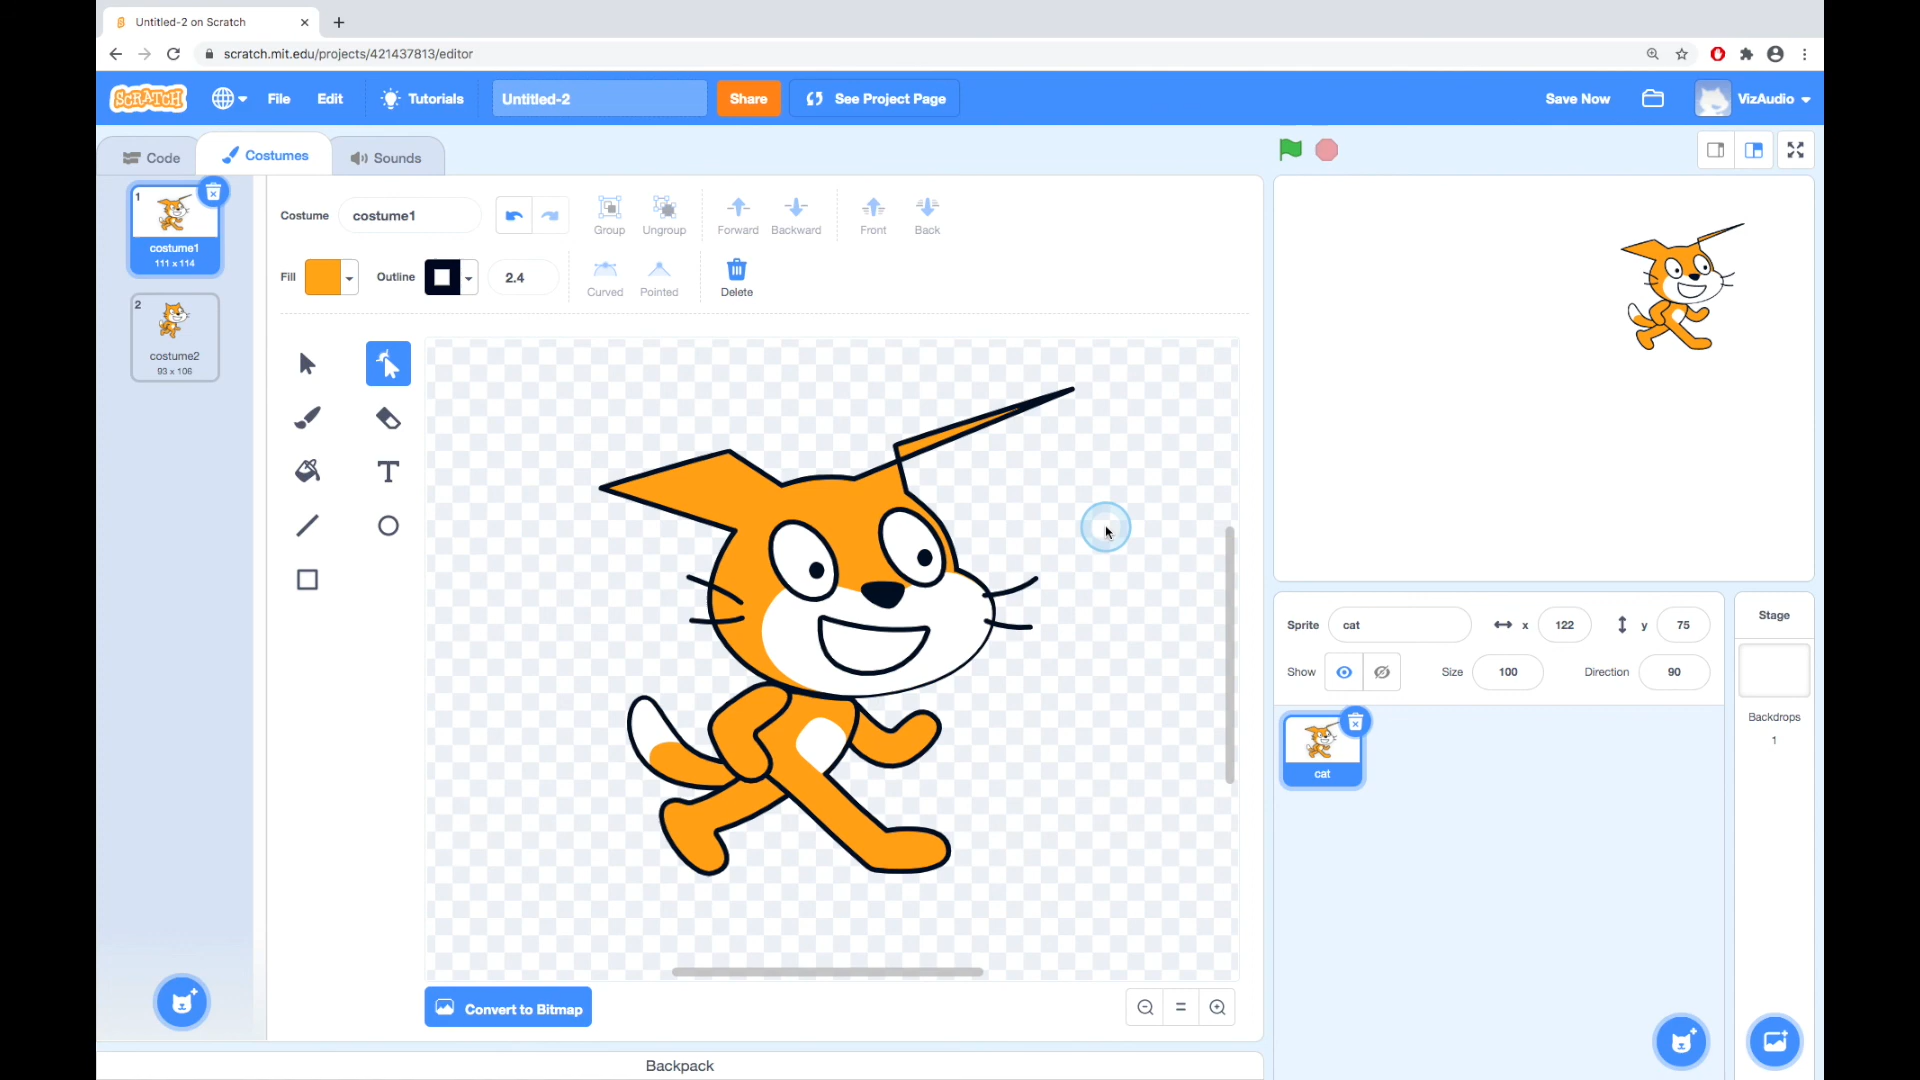 Untitled-2 on Scratch
scratch.mit.edu/projects/421437813/editor
SCRATCH
File
Edit
Tutorials
Untitled-2
Share
See Project Page
Save Now
VizAudio
Code
Costumes
Sounds
1
costume1
111 x 114
2
costume2
93 x 106
Costume
costume1
Group
Ungroup
Forward
Backward
Front
Back
Fill
Outline
2.4
Curved
Pointed
Delete
Convert to Bitmap
Backpack
Sprite
cat
x
122
y
75
Show
Size
100
Direction
90
cat
Stage
Backdrops
1